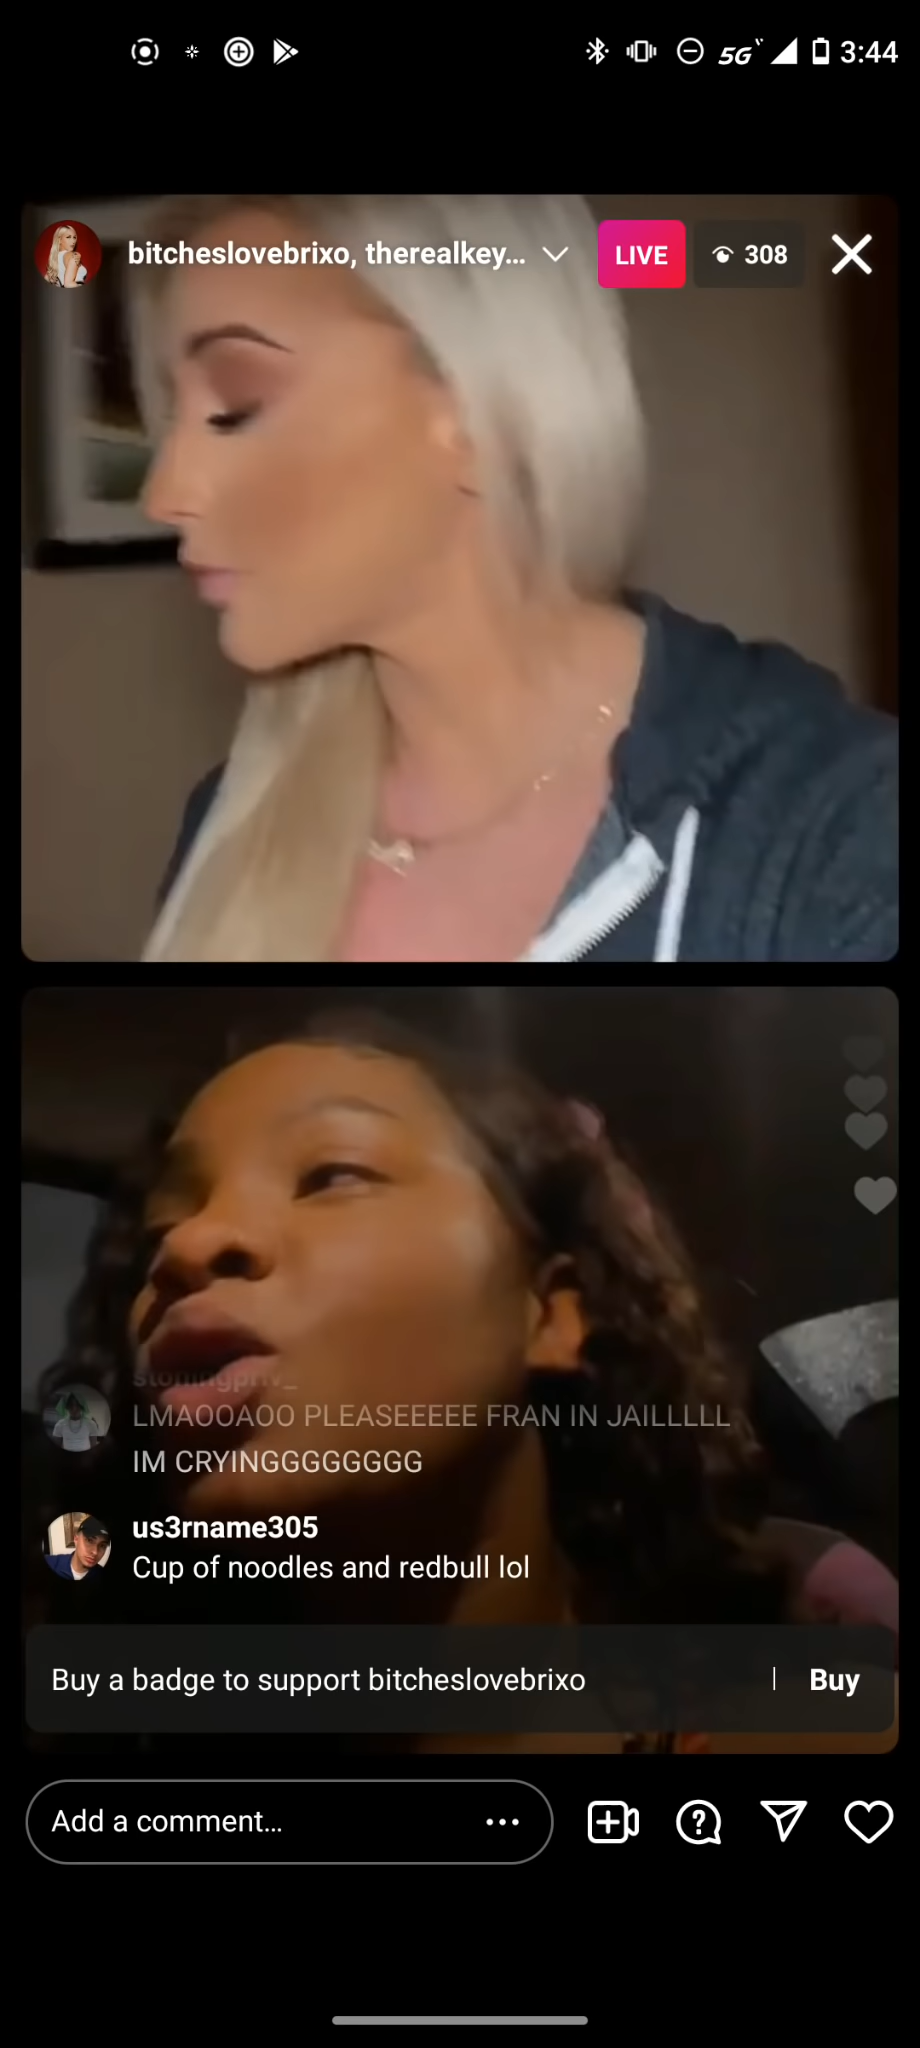 5G 3:44
bitcheslovebrixo, therealkey... LIVE 308
stoningpriv_
LMAOOAOO PLEASEEEEE FRAN IN JAILLLLL
IM CRYINGGGGGGGG
us3rname305
Cup of noodles and redbull lol
Buy a badge to support bitcheslovebrixo | Buy
Add a comment...